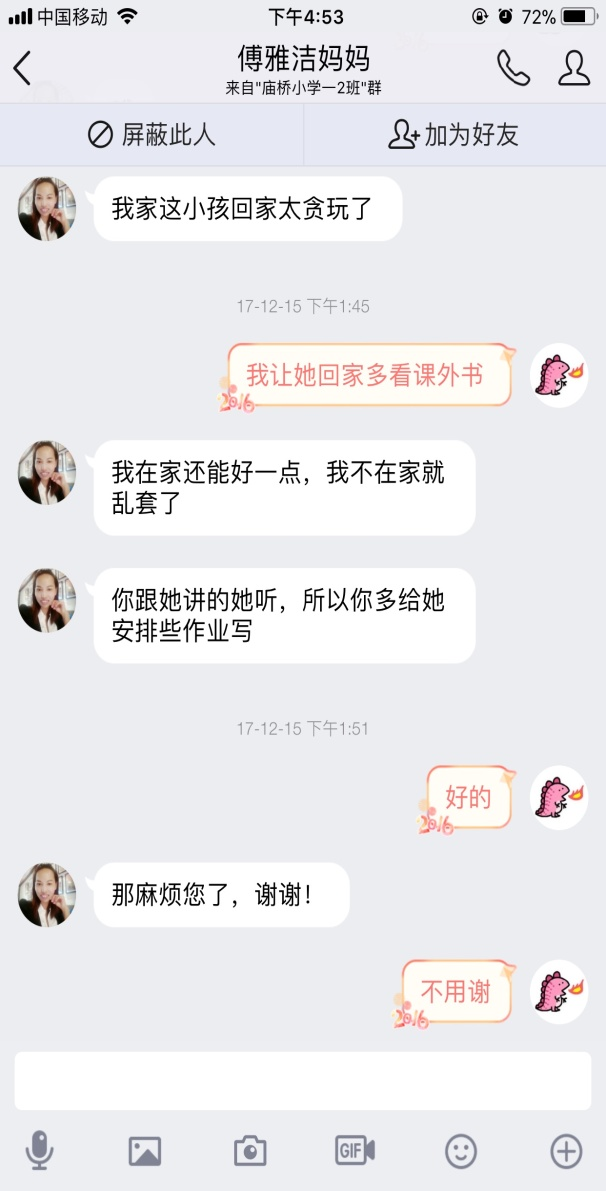 中国移动 下午4:53 72%
傅雅洁妈妈
来自"庙桥小学一2班"群
屏蔽此人 加为好友
我家这小孩回家太贪玩了
17-12-15 下午1:45
我让她回家多看课外书
2016
我在家还能好一点，我不在家就
乱套了
你跟她讲的她听，所以你多给她
安排些作业写
17-12-15 下午1:51
好的
2016
那麻烦您了，谢谢！
不用谢
2016
GIF